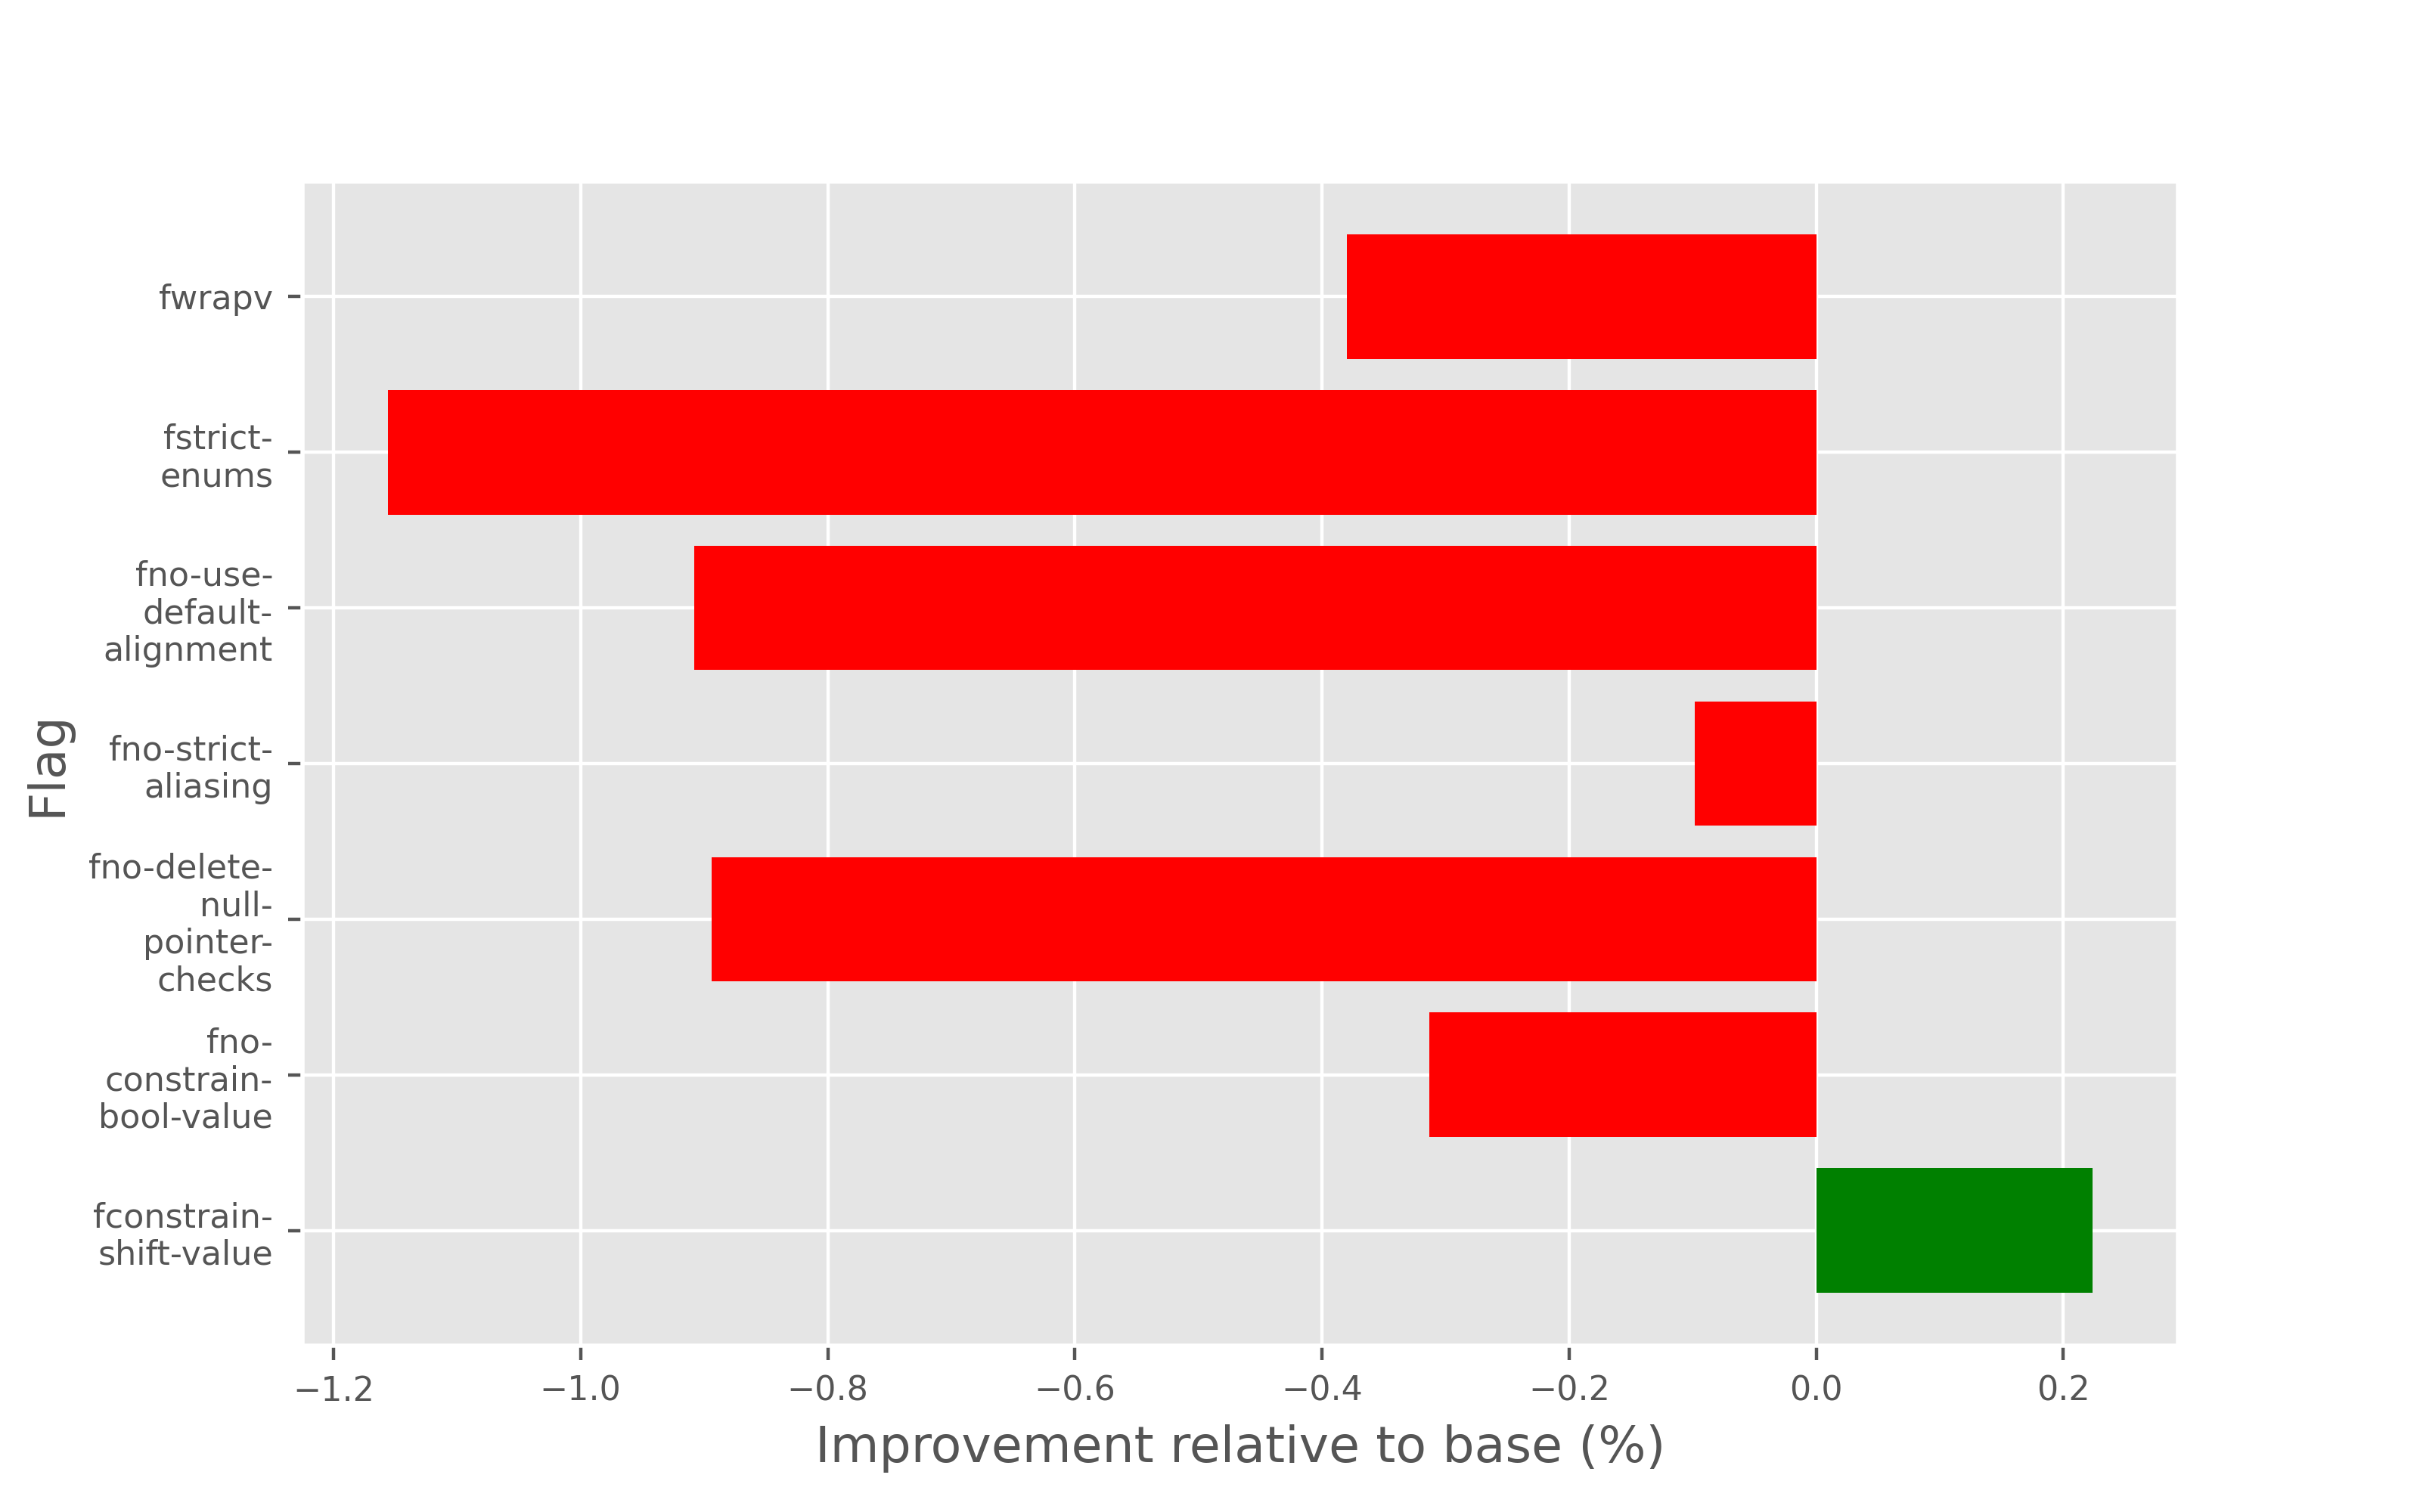 fwrapv
fstrict-
enums
fno-use-
default-
alignment
fno-strict-
aliasing
fno-delete-
null-
pointer-
checks
fno-
constrain-
bool-value
fconstrain-
shift-value
Flag
−1.2
−1.0
−0.8
−0.6
−0.4
−0.2
0.0
0.2
Improvement relative to base (%)